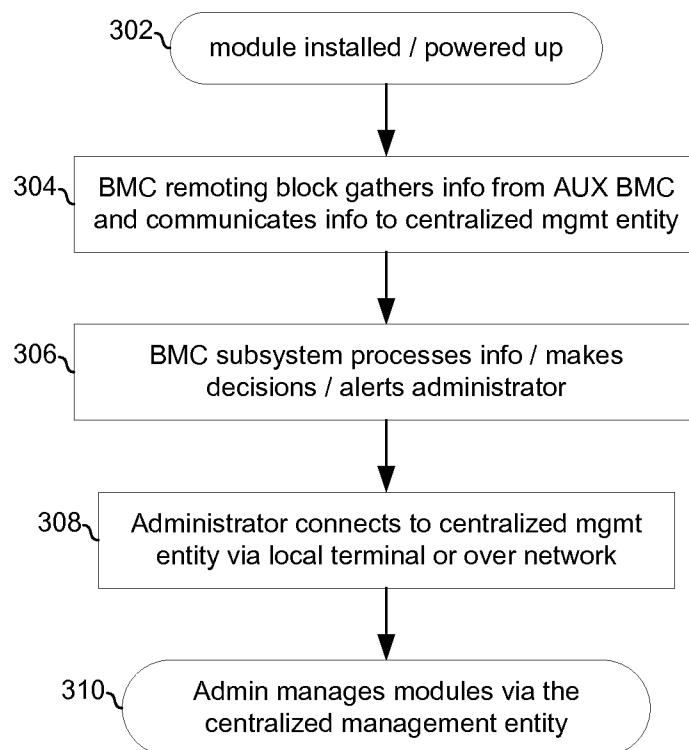 302
module installed / powered up
304
BMC remoting block gathers info from AUX BMC
and communicates info to centralized mgmt entity
306
BMC subsystem processes info / makes
decisions / alerts administrator
308
Administrator connects to centralized mgmt
entity via local terminal or over network
310
Admin manages modules via the
centralized management entity